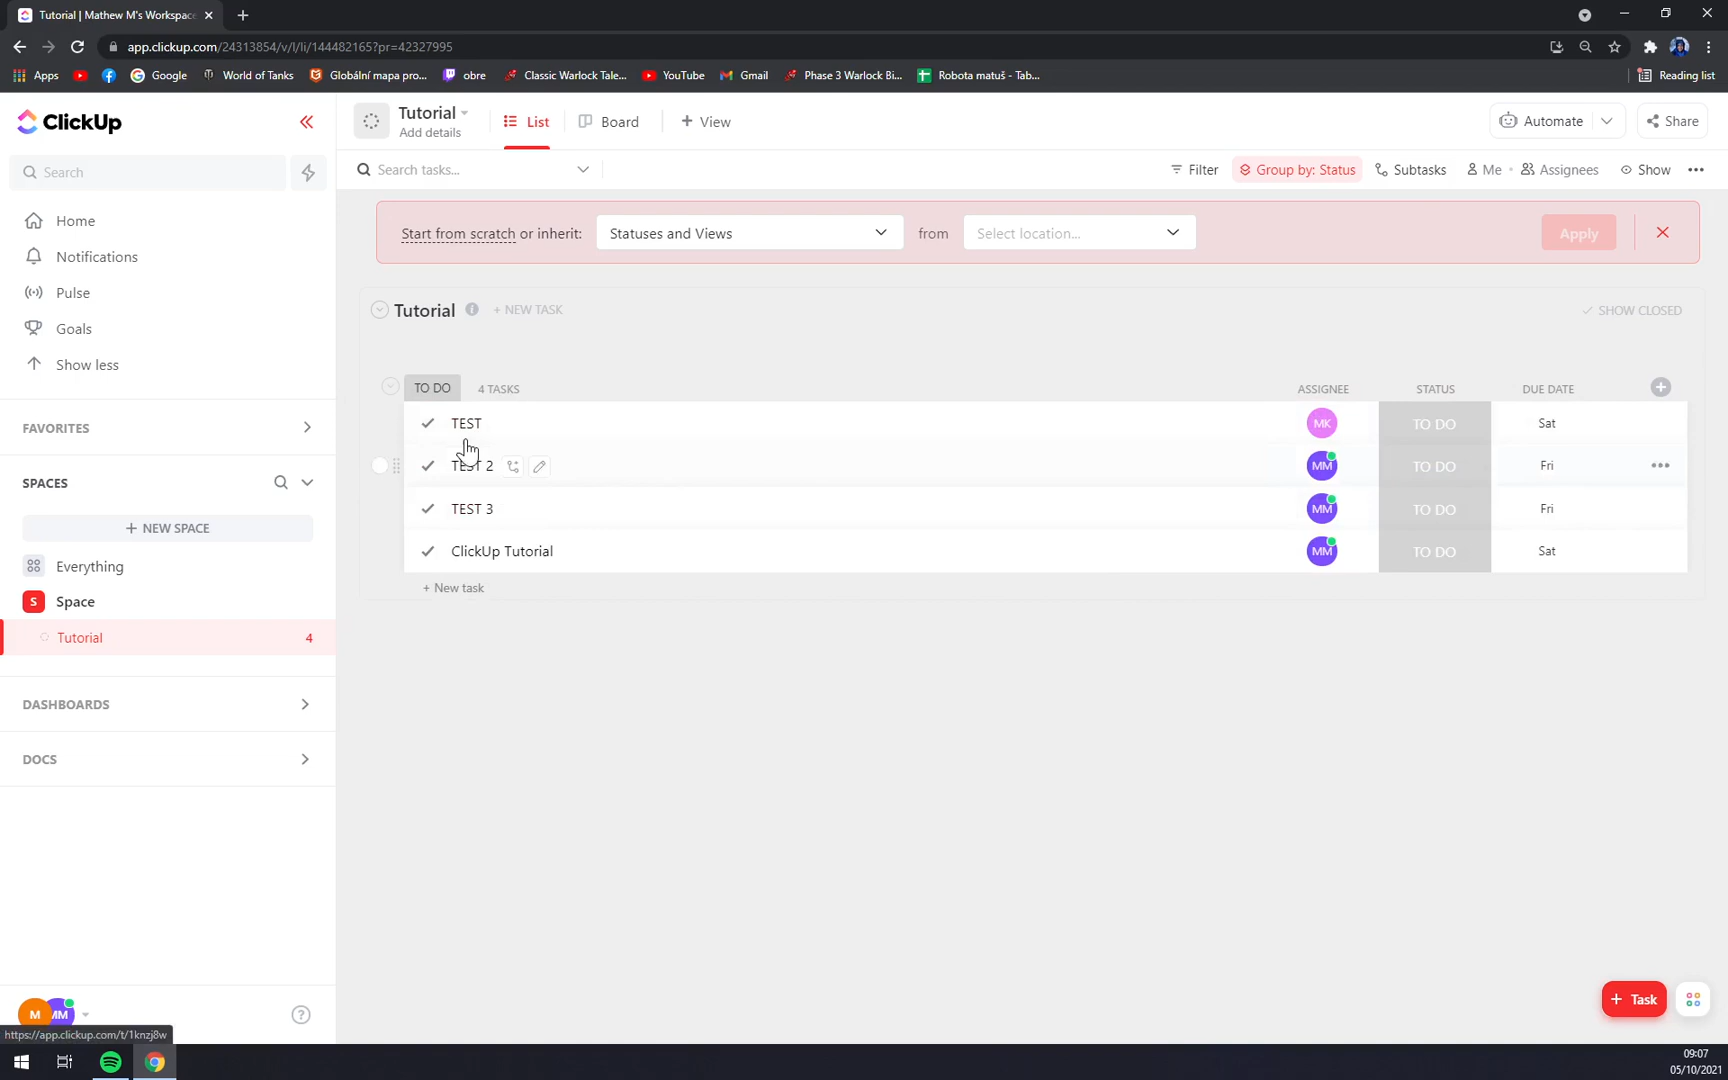 Tutorial | Mathew M's Workspace
app.clickup.com/24313854/v/l/li/144482165?pr=42327995
Apps
Google
World of Tanks
Globální mapa pro...
obre
Classic Warlock Tale...
YouTube
Gmail
Phase 3 Warlock Bi...
Robota matuš - Tab...
Reading list
ClickUp
Search
Home
Notifications
Pulse
Goals
Show less
FAVORITES
SPACES
+ NEW SPACE
Everything
S Space
Tutorial 4
DASHBOARDS
DOCS
M MM
https://app.clickup.com/t/1knzj8w
Tutorial
Add details
List
Board
+ View
Automate
Share
Search tasks...
Filter
Group by: Status
Subtasks
Me
Assignees
Show
Start from scratch or inherit: Statuses and Views from Select location... Apply
Tutorial + NEW TASK SHOW CLOSED
TO DO 4 TASKS ASSIGNEE STATUS DUE DATE
TEST MK TO DO Sat
TEST 2 MM TO DO Fri
TEST 3 MM TO DO Fri
ClickUp Tutorial MM TO DO Sat
+ New task
+ Task
09:07
05/10/2021